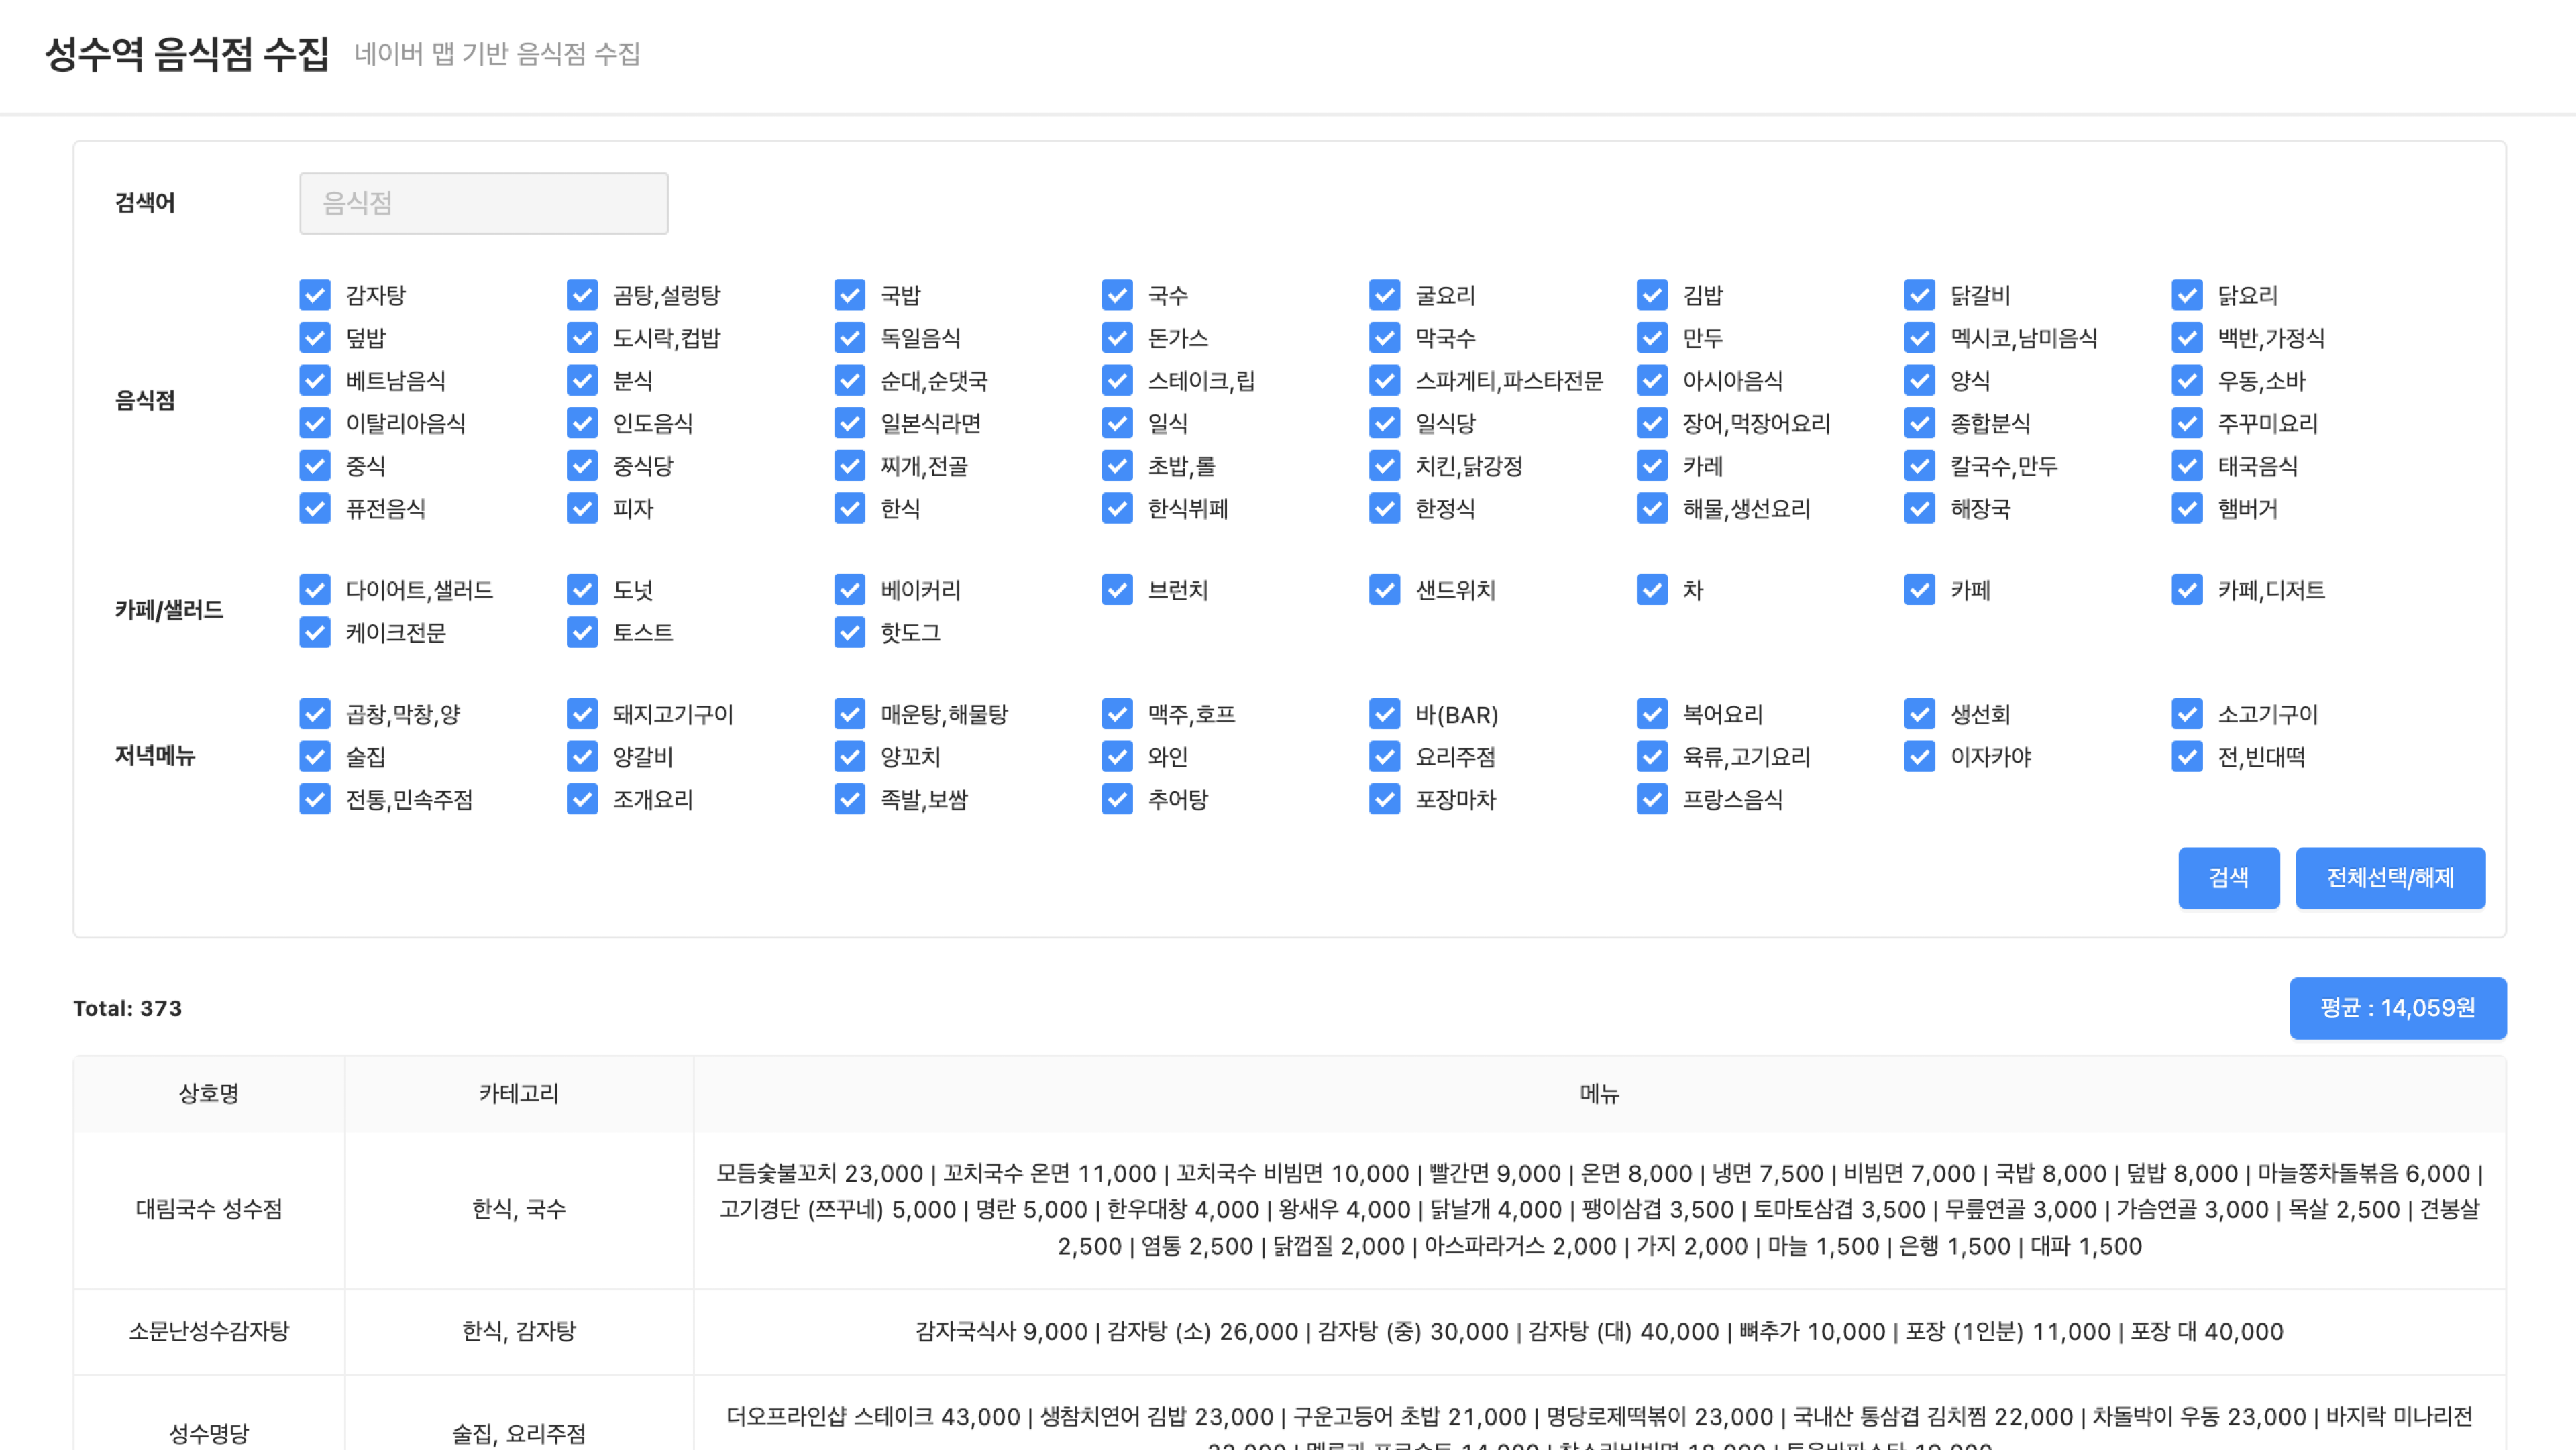 성수역 음식점 수집 네이버 맵 기반 음식점 수집
검색어 음식점
감자탕 곰탕,설렁탕 국밥 국수 굴요리 김밥 닭갈비 닭요리
덮밥 도시락,컵밥 독일음식 돈가스 막국수 만두 멕시코,남미음식 백반,가정식
베트남음식 분식 순대,순댓국 스테이크,립 스파게티,파스타전문 아시아음식 양식 우동,소바
음식점
이탈리아음식 인도음식 일본식라면 일식 일식당 장어,먹장어요리 종합분식 주꾸미요리
중식 중식당 찌개,전골 초밥,롤 치킨,닭강정 카레 칼국수,만두 태국음식
퓨전음식 피자 한식 한식뷔페 한정식 해물,생선요리 해장국 햄버거
다이어트,샐러드 도넛 베이커리 브런치 샌드위치 차 카페 카페,디저트
카페/샐러드
케이크전문 토스트 핫도그
곱창,막창,양 돼지고기구이 매운탕,해물탕 맥주,호프 바(BAR) 복어요리 생선회 소고기구이
저녁메뉴 술집 양갈비 양꼬치 와인 요리주점 육류,고기요리 이자카야 전,빈대떡
전통,민속주점 조개요리 족발,보쌈 추어탕 포장마차 프랑스음식
검색 전체선택/해제
Total: 373 평균 : 14,059원
상호명 카테고리 메뉴
모듬숯불꼬치 23,000 | 꼬치국수 온면 11,000 | 꼬치국수 비빔면 10,000 | 빨간면 9,000 | 온면 8,000 | 냉면 7,500 | 비빔면 7,000 | 국밥 8,000 | 덮밥 8,000 | 마늘쫑차돌볶음 6,000 |
대림국수 성수점 한식, 국수 고기경단 (쯔꾸네) 5,000 | 명란 5,000 | 한우대창 4,000 | 왕새우 4,000 | 닭날개 4,000 | 팽이삼겹 3,500 | 토마토삼겹 3,500 | 무릎연골 3,000 | 가슴연골 3,000 | 목살 2,500 | 견봉살
2,500 | 염통 2,500 | 닭껍질 2,000 | 아스파라거스 2,000 | 가지 2,000 | 마늘 1,500 | 은행 1,500 | 대파 1,500
소문난성수감자탕 한식, 감자탕 감자국식사 9,000 | 감자탕 (소) 26,000 | 감자탕 (중) 30,000 | 감자탕 (대) 40,000 | 뼈추가 10,000 | 포장 (1인분) 11,000 | 포장 대 40,000
더오프라인샵 스테이크 43,000 | 생참치연어 김밥 23,000 | 구운고등어 초밥 21,000 | 명당로제떡볶이 23,000 | 국내산 통삼겹 김치찜 22,000 | 차돌박이 우동 23,000 | 바지락 미나리전
성수명당 술집, 요리주점